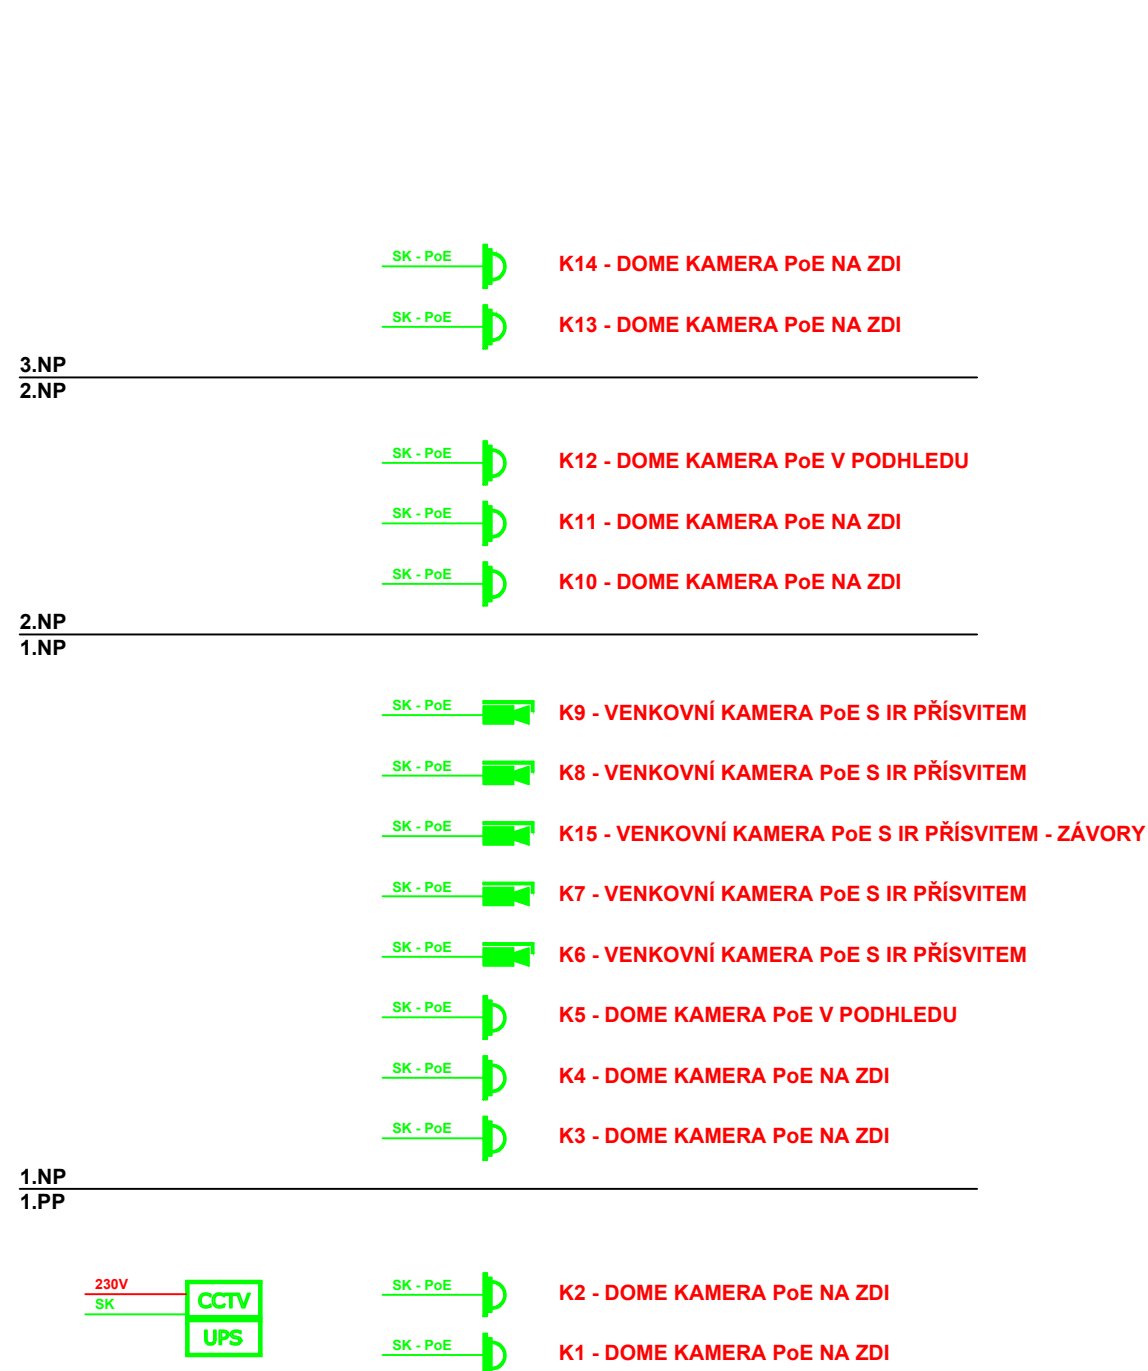 SK - PoE K14 - DOME KAMERA PoE NA ZDI
SK - PoE K13 - DOME KAMERA PoE NA ZDI
3.NP
2.NP
SK - PoE K12 - DOME KAMERA PoE V PODHLEDU
SK - PoE K11 - DOME KAMERA PoE NA ZDI
SK - PoE K10 - DOME KAMERA PoE NA ZDI
2.NP
1.NP
SK - PoE K9 - VENKOVNÍ KAMERA PoE S IR PŘÍSVITEM
SK - PoE K8 - VENKOVNÍ KAMERA PoE S IR PŘÍSVITEM
SK - PoE K15 - VENKOVNÍ KAMERA PoE S IR PŘÍSVITEM - ZÁVORY
SK - PoE K7 - VENKOVNÍ KAMERA PoE S IR PŘÍSVITEM
SK - PoE K6 - VENKOVNÍ KAMERA PoE S IR PŘÍSVITEM
SK - PoE K5 - DOME KAMERA PoE V PODHLEDU
SK - PoE K4 - DOME KAMERA PoE NA ZDI
SK - PoE K3 - DOME KAMERA PoE NA ZDI
1.NP
1.PP
230V
SK CCTV SK - PoE K2 - DOME KAMERA PoE NA ZDI
UPS SK - PoE K1 - DOME KAMERA PoE NA ZDI